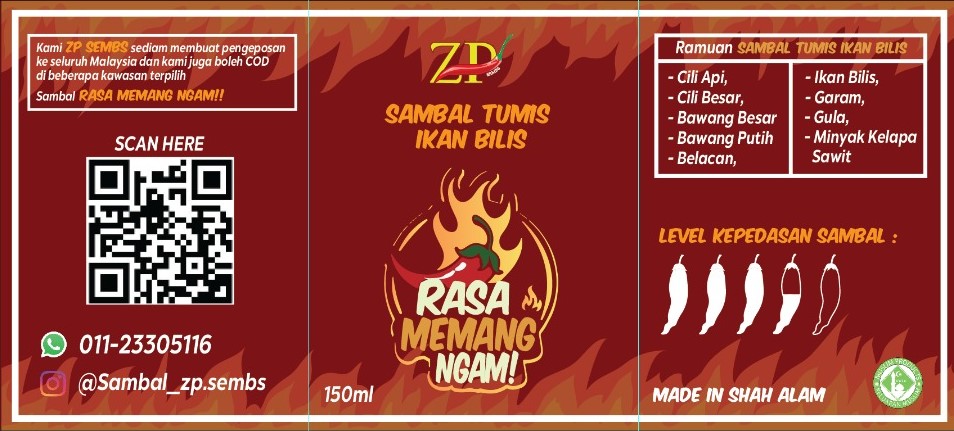 Kami ZP SEMBS sediam membuat pengeposan
ke seluruh Malaysia dan kami juga boleh COD
di beberapa kawasan terpilih
Sambal RASA MEMANG NGAM!!
SCAN HERE
011-23305116
@Sambal_zp.sembs
ZP
SEMBS
SAMBAL TUMIS
IKAN BILIS
RASA
MEMANG
NGAM!
150ml
Ramuan SAMBAL TUMIS IKAN BILIS
- Cili Api,
- Cili Besar,
- Bawang Besar
- Bawang Putih
- Belacan,
- Ikan Bilis,
- Garam,
- Gula,
- Minyak Kelapa
Sawit
LEVEL KEPEDASAN SAMBAL :
MADE IN SHAH ALAM